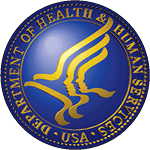 DEPARTMENT OF HEALTH & HUMAN SERVICES · USA ·